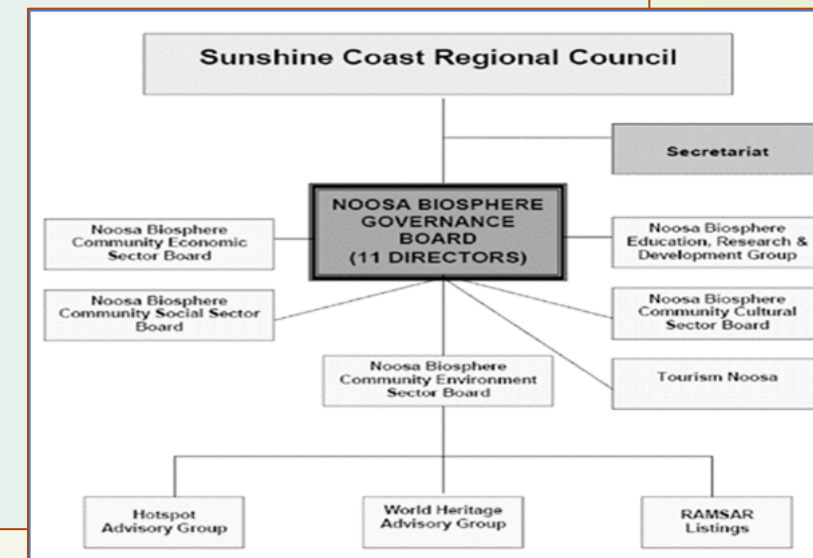 Sunshine Coast Regional Council
Secretariat
NOOSA BIOSPHERE
GOVERNANCE
BOARD
(11 DIRECTORS)
Noosa Biosphere
Community Economic
Sector Board
Noosa Biosphere
Education, Research &
Development Group
Noosa Biosphere
Community Social Sector
Board
Noosa Biosphere
Community Cultural
Sector Board
Noosa Biosphere
Community Environment
Sector Board
Tourism Noosa
Hotspot
Advisory Group
World Heritage
Advisory Group
RAMSAR
Listings